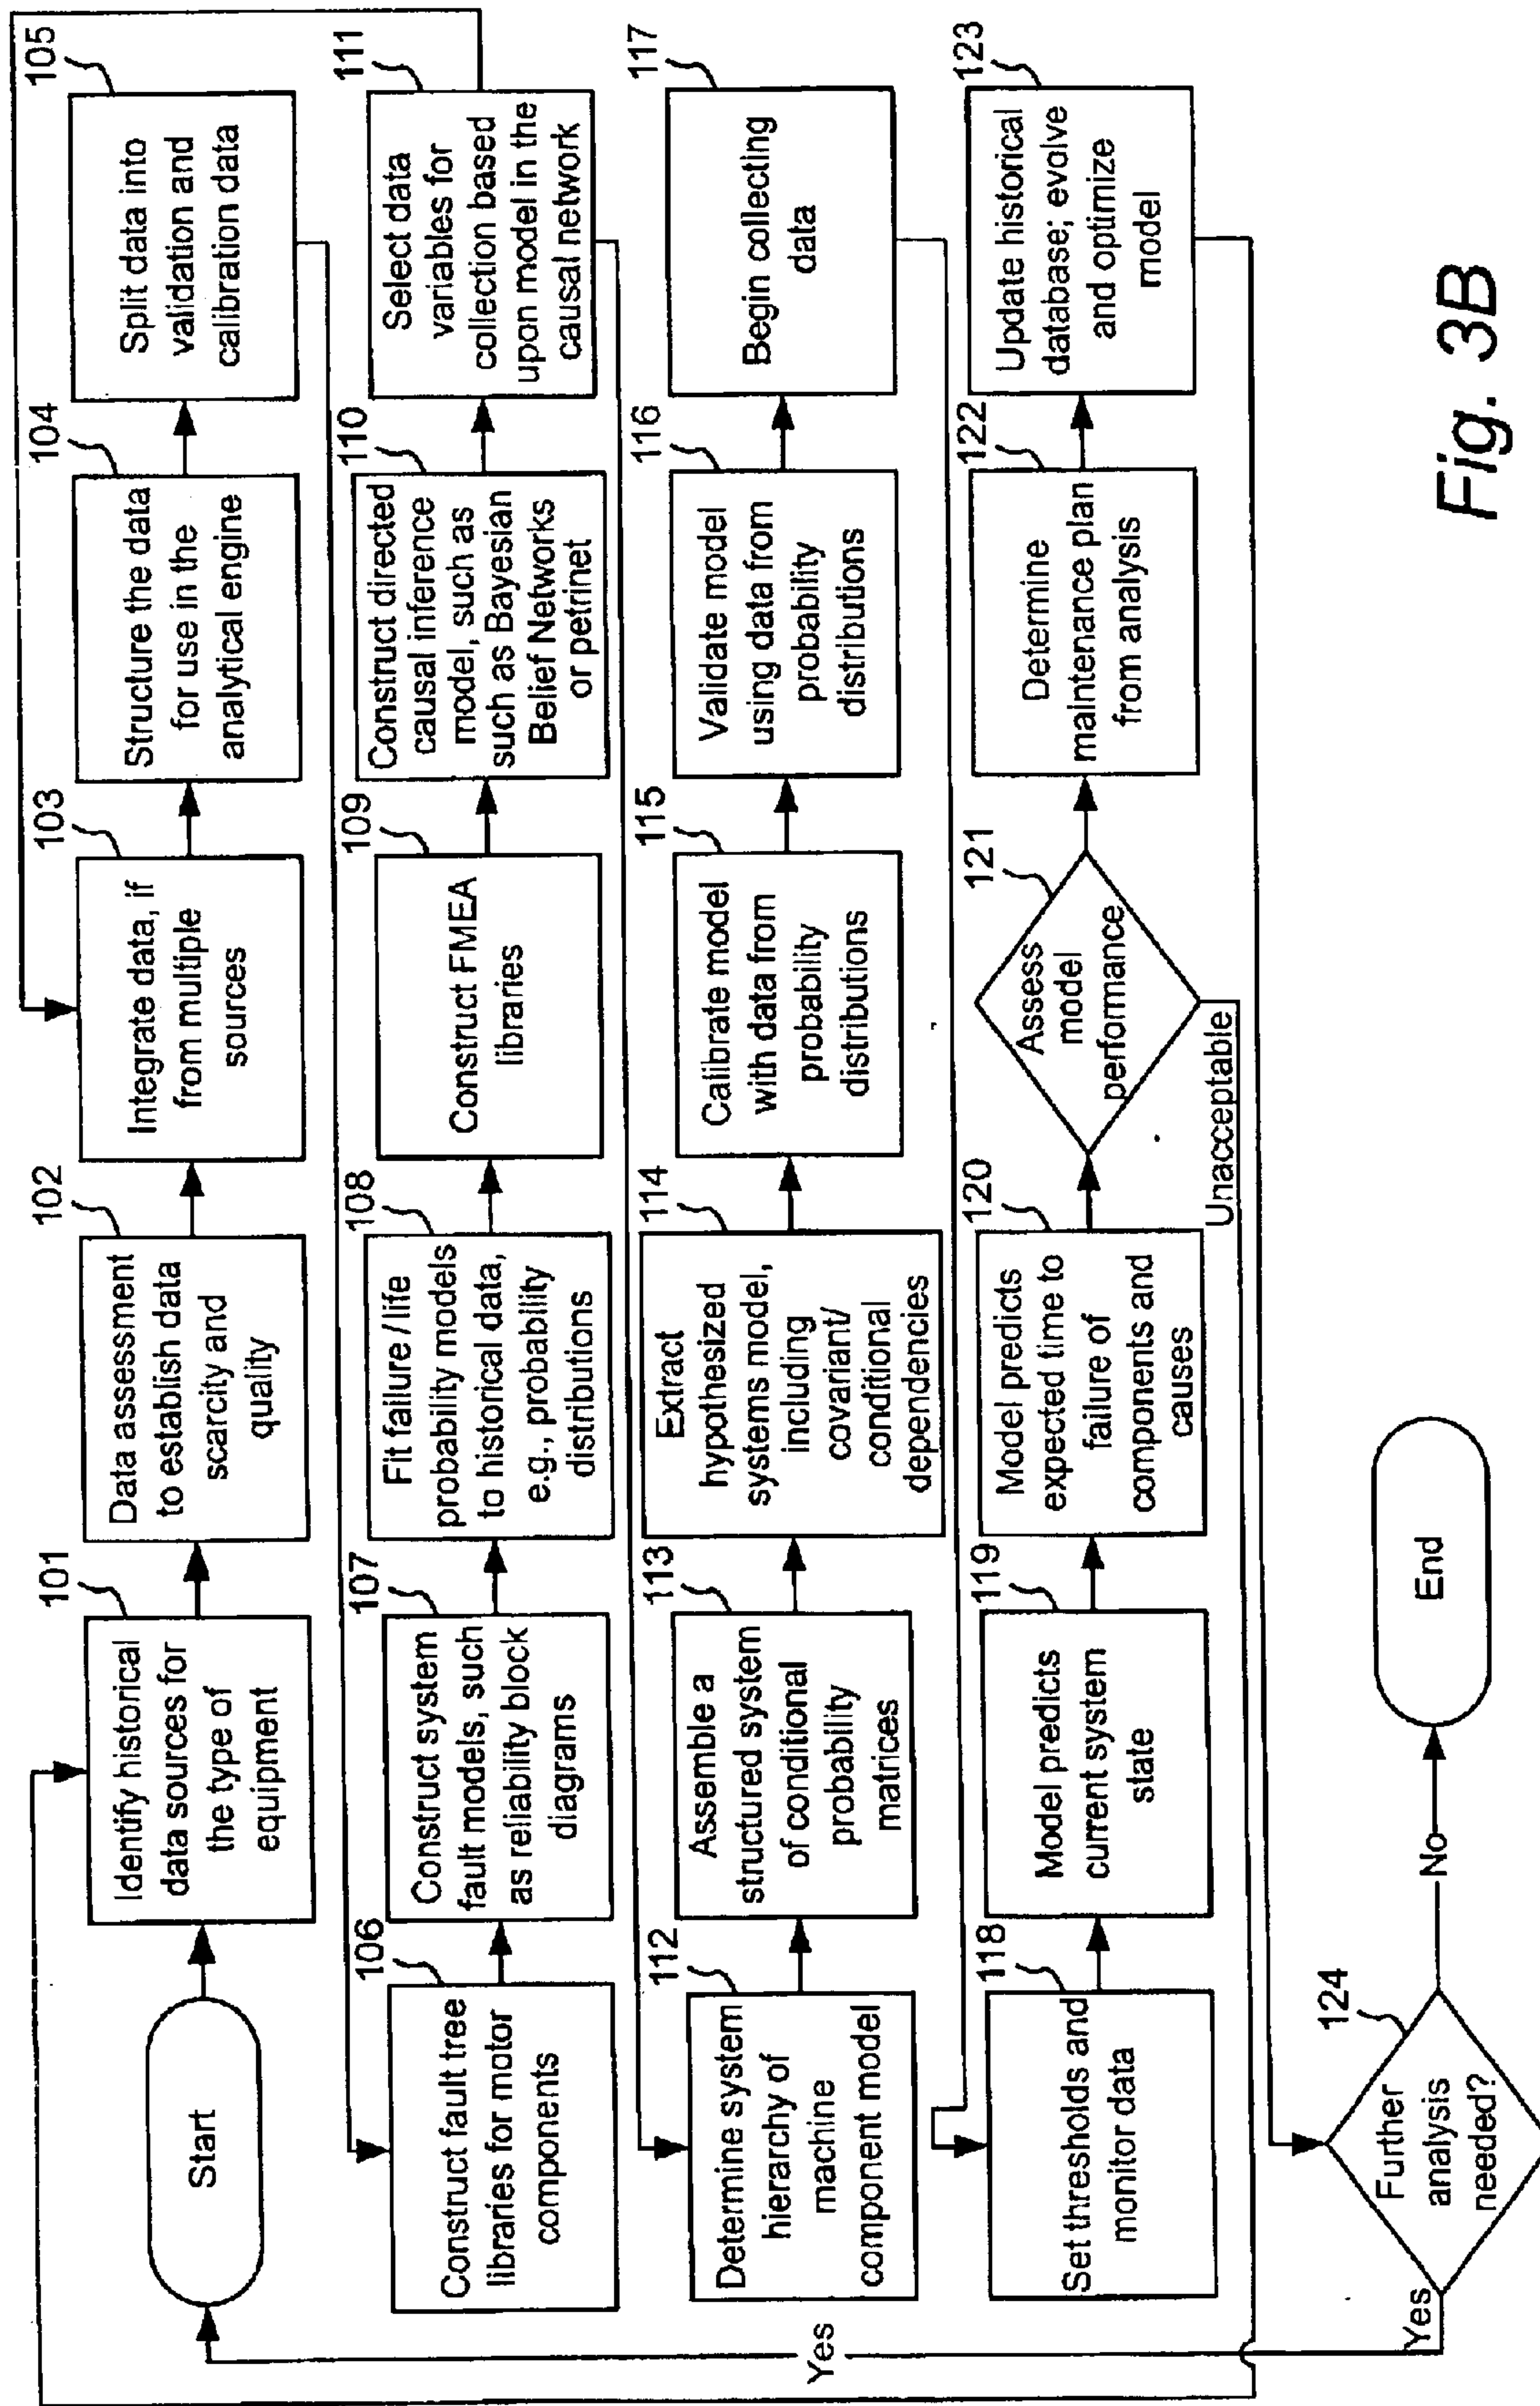 Start
101
Identify historical
data sources for
the type of
equipment
102
Data assessment
to establish data
scarcity and
quality
103
Integrate data, if
from multiple
sources
104
Structure the data
for use in the
analytical engine
105
Split data into
validation and
calibration data
106
Construct fault tree
libraries for motor
components
107
Construct system
fault models, such
as reliability block
diagrams
108
Fit failure / life
probability models
to historical data,
e.g., probability
distributions
109
Construct FMEA
libraries
110
Construct directed
causal inference
model, such as
such as Bayesian
Belief Networks
or petrinet
111
Select data
variables for
collection based
upon model in the
causal network
112
Determine system
hierarchy of
machine
component model
113
Assemble a
structured system
of conditional
probability
matrices
114
Extract
hypothesized
systems model,
including
covariant/
conditional
dependencies
115
Calibrate model
with data from
probability
distributions
116
Validate model
using data from
probability
distributions
117
Begin collecting
data
118
Set thresholds and
monitor data
119
Model predicts
current system
state
120
Model predicts
expected time to
failure of
components and
causes
121
Assess
model
performance
Unacceptable
122
Determine
maintenance plan
from analysis
123
Update historical
database; evolve
and optimize
model
Yes
124
Further
analysis
needed?
Yes
No
End
Fig. 3B